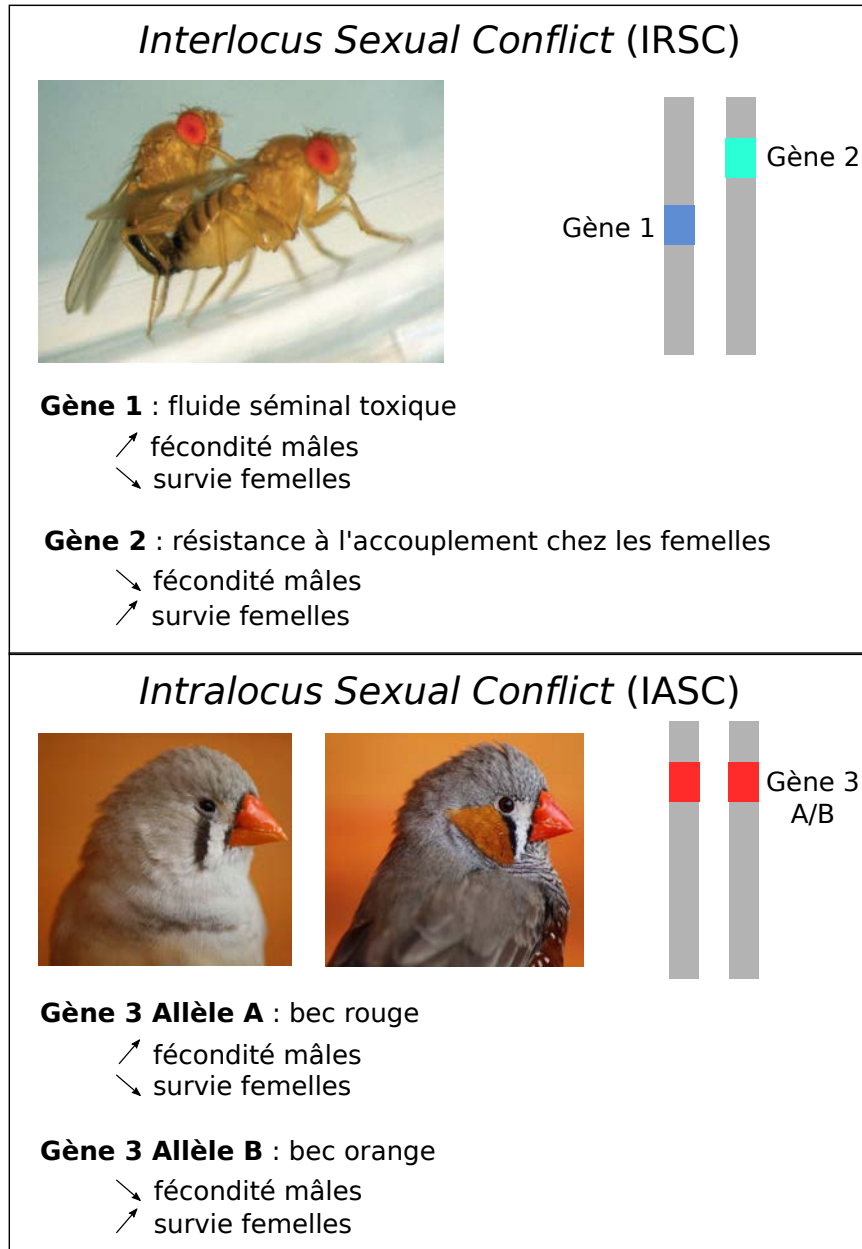 Interlocus Sexual Conflict (IRSC)
Gène 2
Gène 1
Gène 1 : fluide séminal toxique
fécondité mâles
survie femelles
Gène 2 : résistance à l'accouplement chez les femelles
fécondité mâles
survie femelles
Intralocus Sexual Conflict (IASC)
Gène 3
A/B
Gène 3 Allèle A : bec rouge
fécondité mâles
survie femelles
Gène 3 Allèle B : bec orange
fécondité mâles
survie femelles